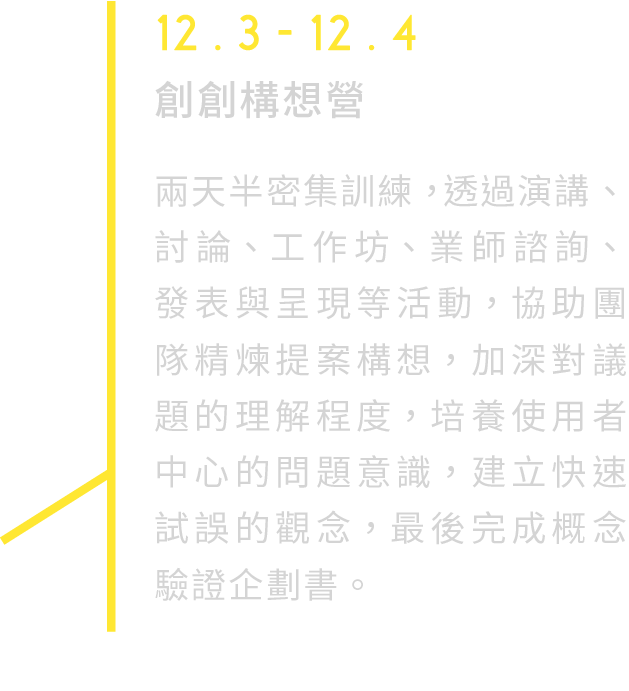 12 . 3 - 12 . 4
創創構想營
兩天半密集訓練，透過演講、
討論、工作坊、業師諮詢、
發表與呈現等活動，協助團
隊精煉提案構想，加深對議
題的理解程度，培養使用者
中心的問題意識，建立快速
試誤的觀念，最後完成概念
驗證企劃書。